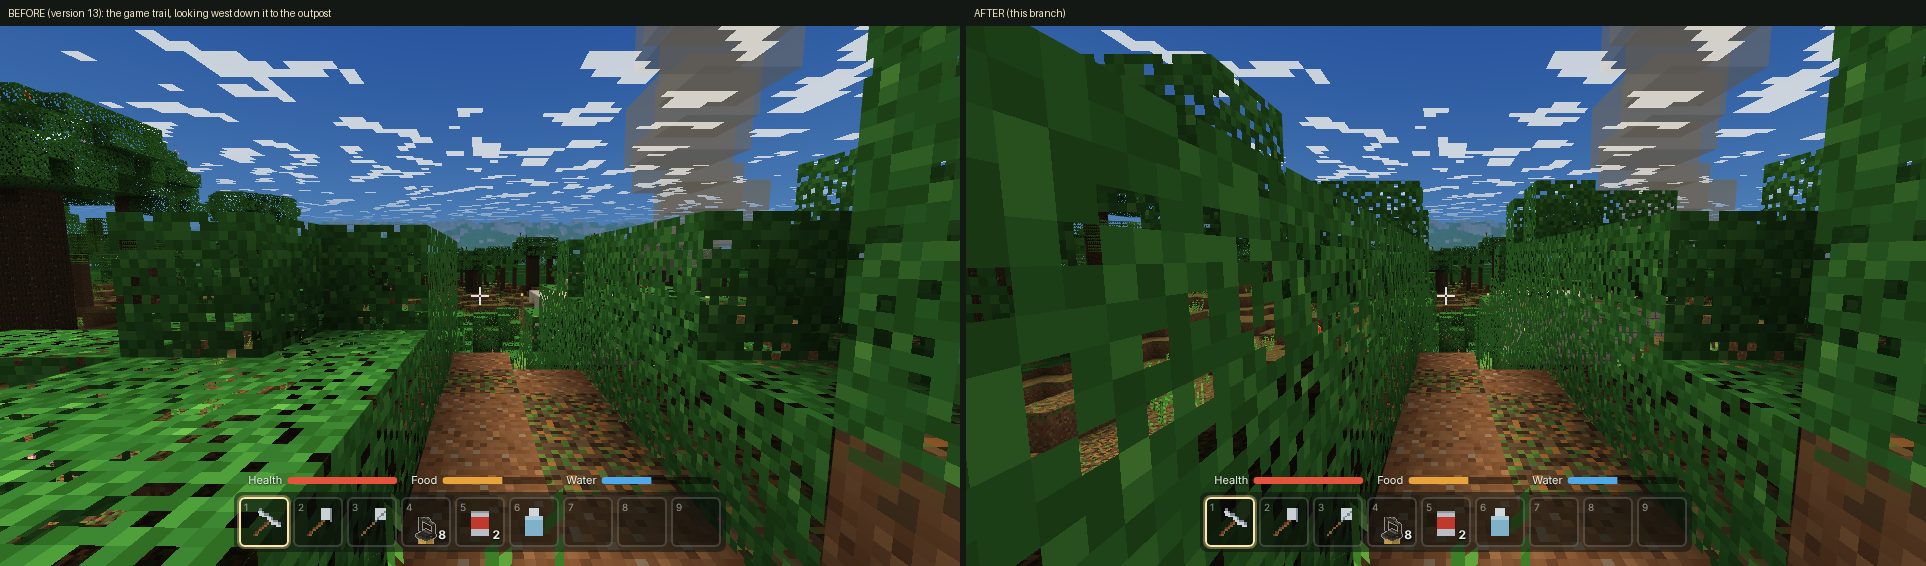 BEFORE (version 13): the game trail, looking west down it to the outpost
AFTER (this branch)
Health
Food
Water
1
2
3
4
8
5
2
6
7
8
9
Health
Food
Water
1
2
3
4
8
5
2
6
7
8
9